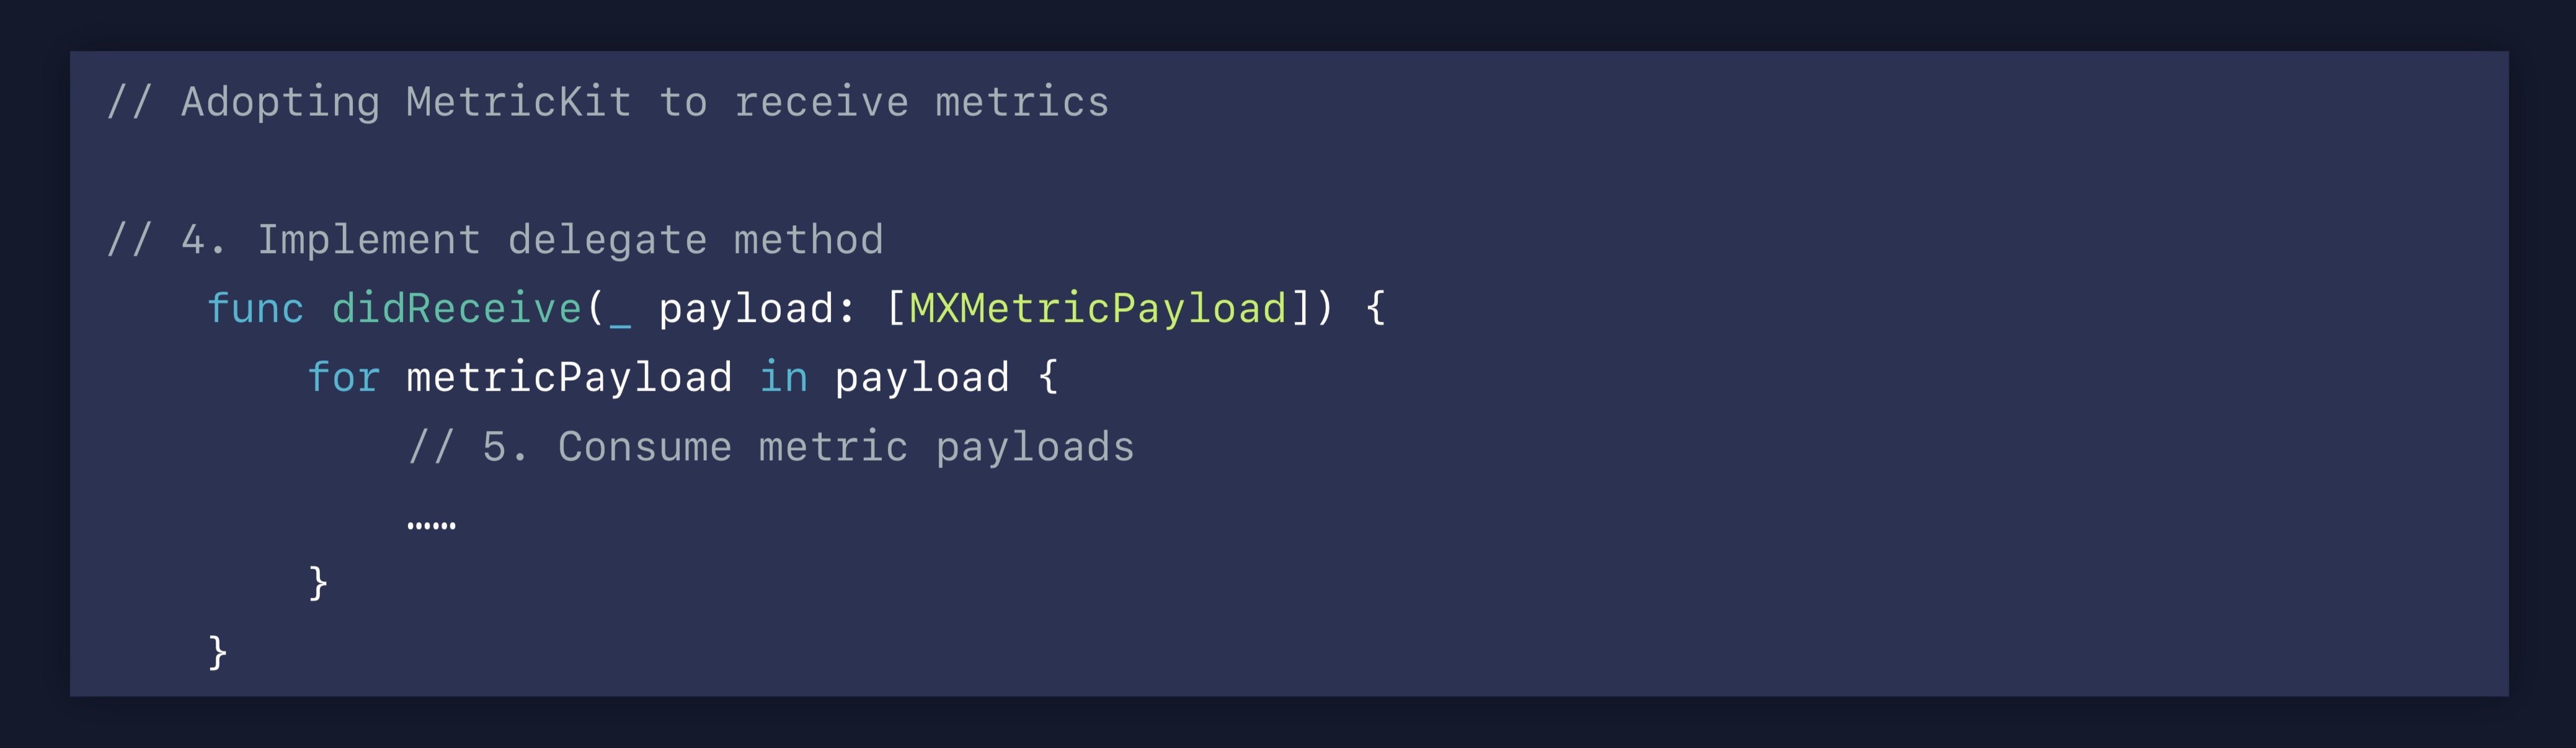 // Adopting MetricKit to receive metrics
// 4. Implement delegate method
func didReceive(_ payload: [MXMetricPayload]) {
for metricPayload in payload {
// 5. Consume metric payloads
……
}
}